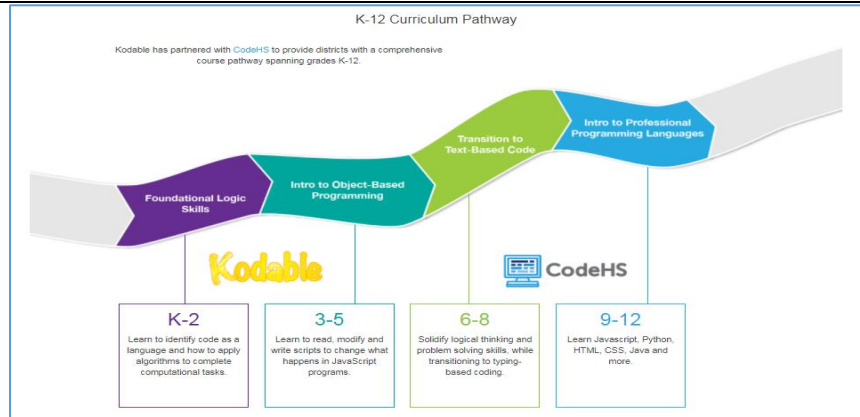 K-12 Curriculum Pathway
Kodable has partnered with CodeHS to provide districts with a comprehensive
course pathway spanning grades K-12.
Foundational Logic
Skills
Intro to Object-Based
Programming
Transition to
Text-Based Code
Intro to Professional
Programming Languages
Kodable
CodeHS
K-2
Learn to identify code as a
language and how to apply
algorithms to complete
computational tasks.
3-5
Learn to read, modify and
write scripts to change what
happens in JavaScript
programs.
6-8
Solidify logical thinking and
problem solving skills, while
transitioning to typing-
based coding.
9-12
Learn Javascript, Python,
HTML, CSS, Java and
more.